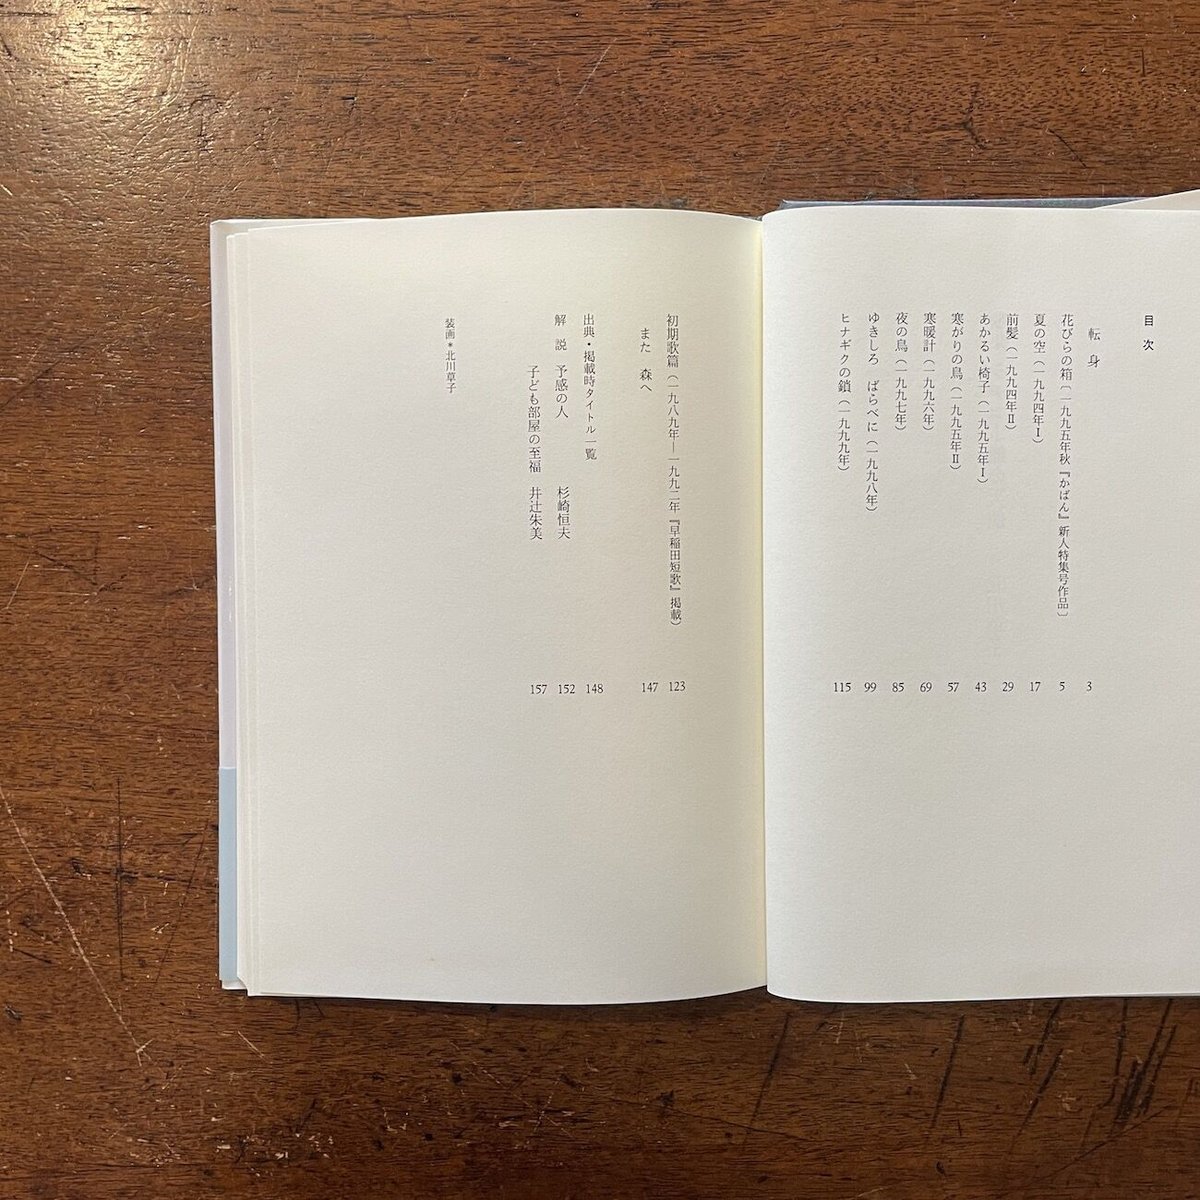 目次
転身 3
花びらの箱〔一九九五年秋『かばん』新人特集号作品〕 5
夏の空（一九九四年Ⅰ） 17
前髪（一九九四年Ⅱ） 29
あかるい椅子（一九九五年Ⅰ） 43
寒がりの鳥（一九九五年Ⅱ） 57
寒暖計（一九九六年） 69
夜の鳥（一九九七年） 85
ゆきしろ ばらべに（一九九八年） 99
ヒナギクの鎖（一九九九年） 115
初期歌篇（一九八九年―一九九二年『早稲田短歌』掲載） 123
また 森へ 147
出典・掲載時タイトル一覧 148
解説 予感の人 杉崎恒夫 152
子ども部屋の至福 井辻朱美 157
装画＊北川草子